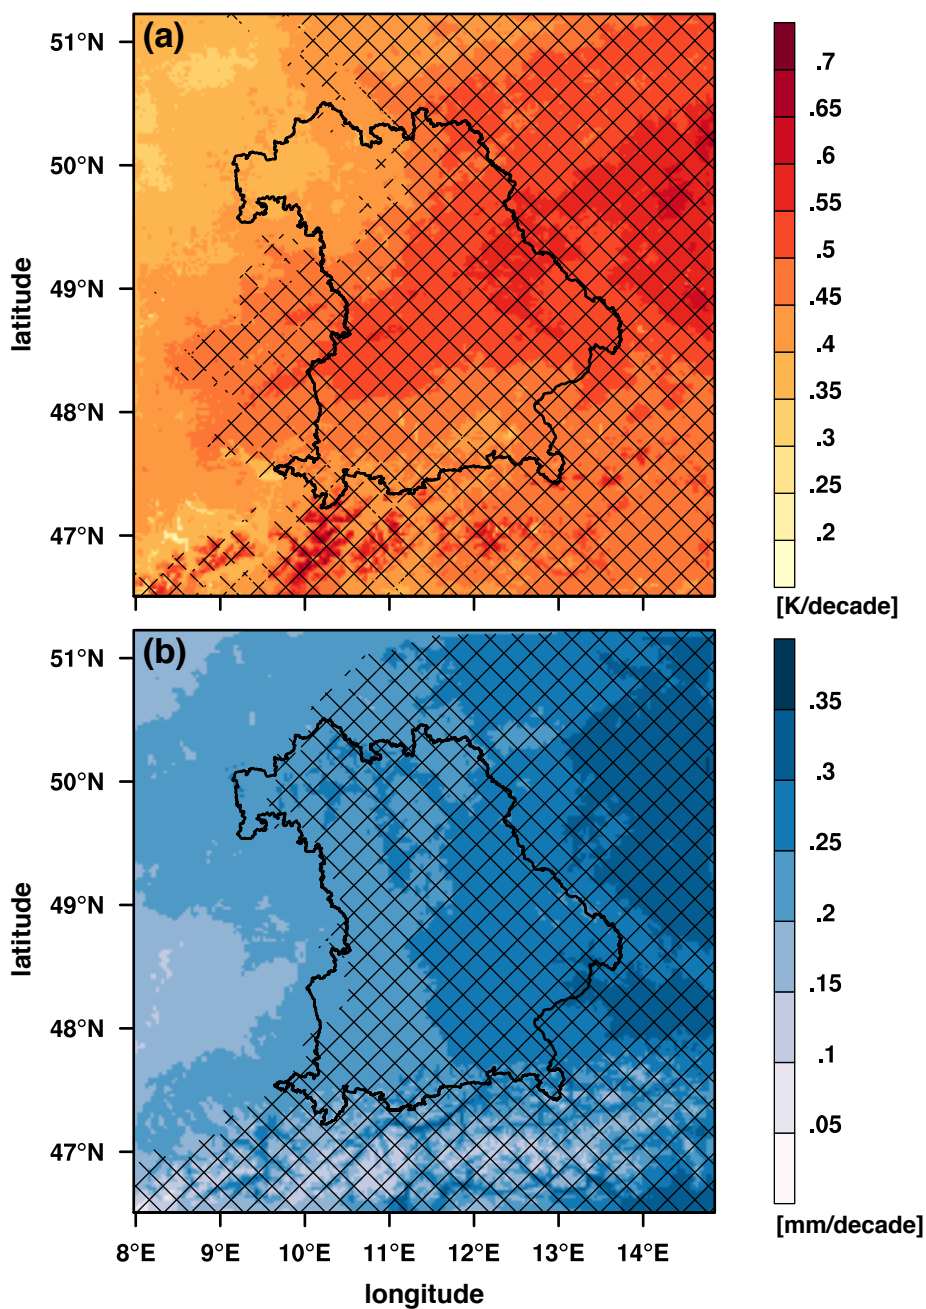 (a)
51°N
50°N
49°N
48°N
47°N
latitude
.7
.65
.6
.55
.5
.45
.4
.35
.3
.25
.2
[K/decade]
(b)
51°N
50°N
49°N
48°N
47°N
latitude
8°E 9°E 10°E 11°E 12°E 13°E 14°E
longitude
.35
.3
.25
.2
.15
.1
.05
[mm/decade]